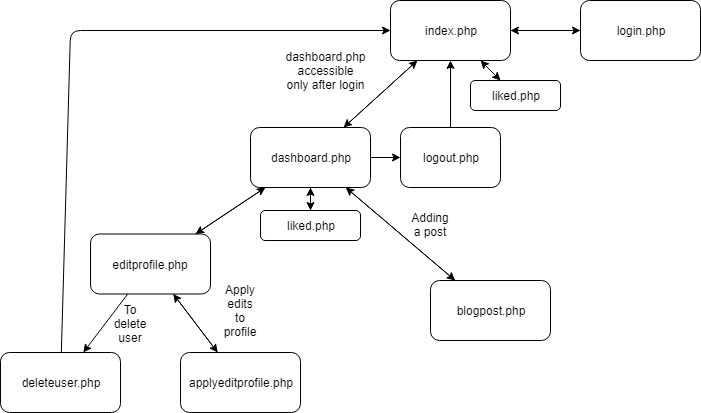 index.php
login.php
dashboard.php
accessible
only after login
liked.php
dashboard.php
logout.php
liked.php
Adding
a post
editprofile.php
To
delete
user
Apply
edits
to
profile
blogpost.php
deleteuser.php
applyeditprofile.php